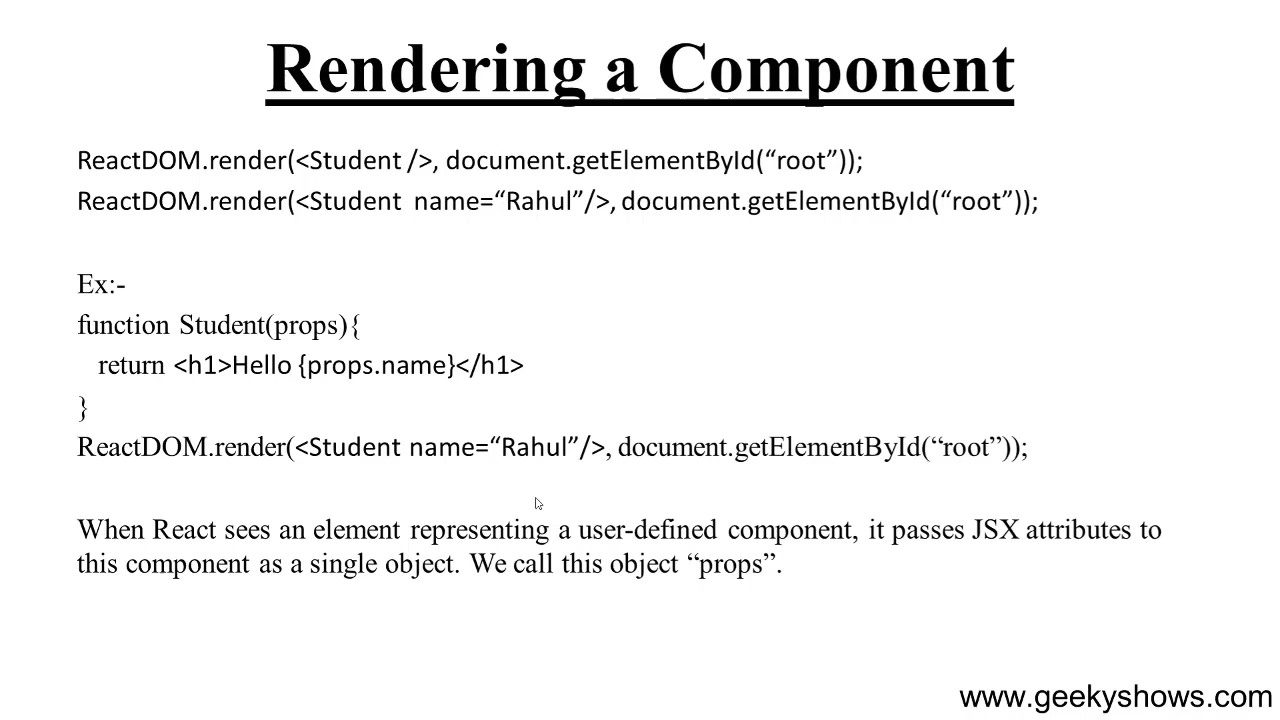 Rendering a Component
ReactDOM.render(<Student />, document.getElementById(“root”));
ReactDOM.render(<Student name=“Rahul”/>, document.getElementById(“root”));
Ex:-
function Student(props){
return <h1>Hello {props.name}</h1>
}
ReactDOM.render(<Student name=“Rahul”/>, document.getElementById(“root”));
When React sees an element representing a user-defined component, it passes JSX attributes to
this component as a single object. We call this object “props”.
www.geekyshows.com